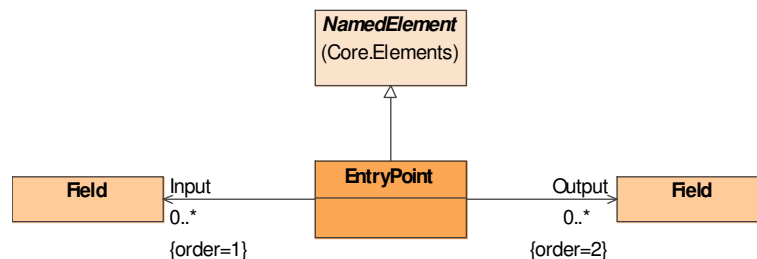 NamedElement
(Core.Elements)
EntryPoint
Field
Input
0..*
{order=1}
Output
0..*
{order=2}
Field